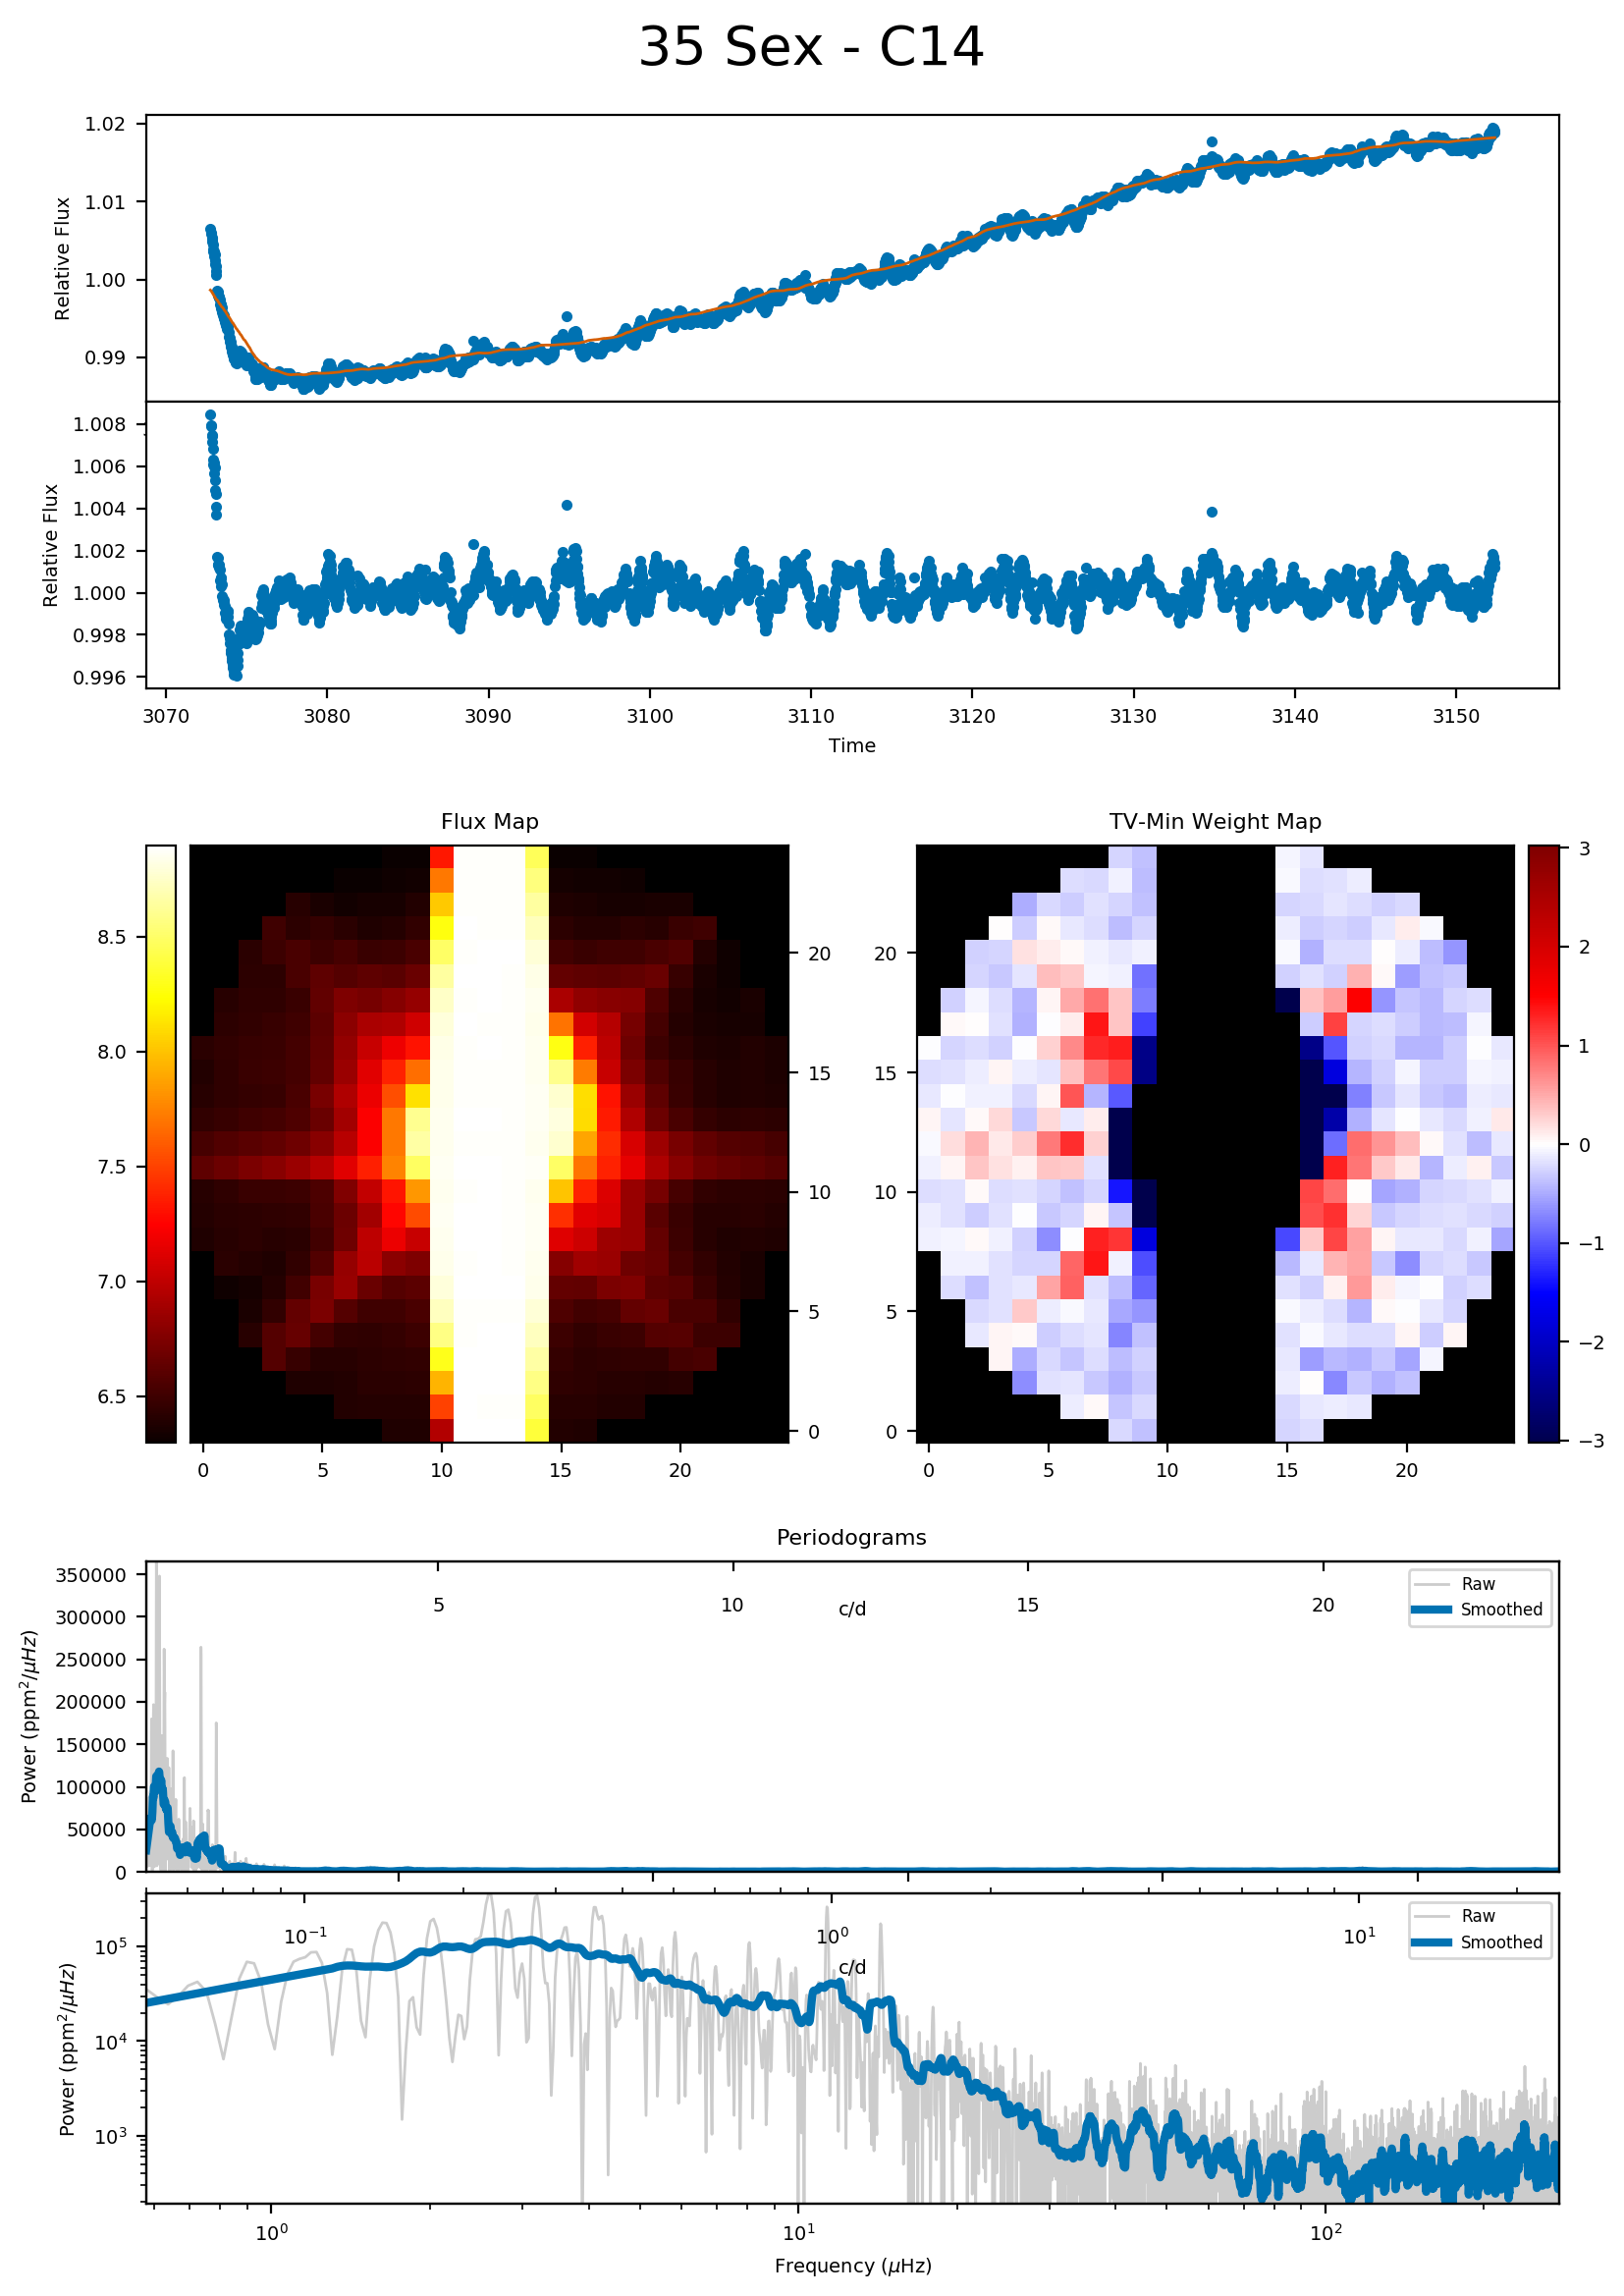 35 Sex - C14
1.02
1.01
1.00
0.99
Relative Flux
1.008
1.006
1.004
1.002
1.000
0.998
0.996
Relative Flux
3070 3080 3090 3100 3110 3120 3130 3140 3150
Time
Flux Map
TV-Min Weight Map
8.5
8.0
7.5
7.0
6.5
20
15
10
5
0
0 5 10 15 20
20
15
10
5
0
0 5 10 15 20
3
2
1
0
−1
−2
−3
Periodograms
350000
300000
250000
200000
150000
100000
50000
0
Power (ppm²/μHz)
5 10 15 20
c/d
Raw
Smoothed
10⁵
10⁴
10³
Power (ppm²/μHz)
10⁻¹ 10⁰ 10¹
c/d
Raw
Smoothed
10⁰ 10¹ 10²
Frequency (μHz)